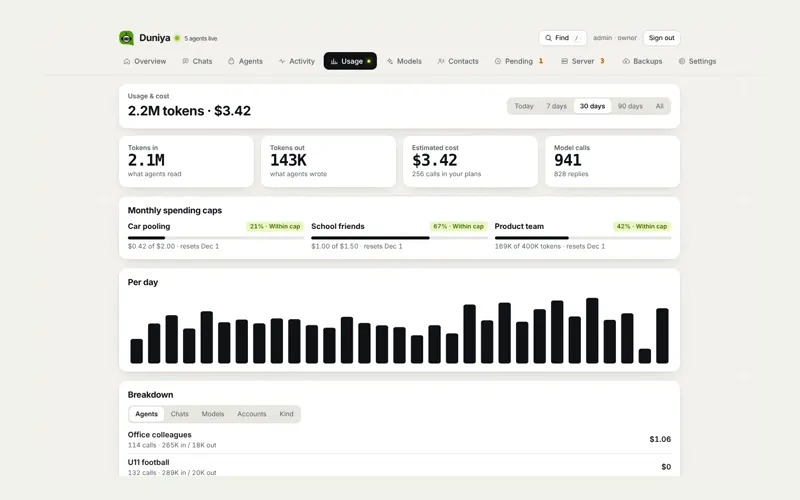 Duniya
5 agents live
Find /
admin · owner
Sign out
Overview
Chats
Agents
Activity
Usage
Models
Contacts
Pending 1
Server 3
Backups
Settings
Usage & cost
2.2M tokens · $3.42
Today
7 days
30 days
90 days
All
Tokens in
2.1M
what agents read
Tokens out
143K
what agents wrote
Estimated cost
$3.42
256 calls in your plans
Model calls
941
828 replies
Monthly spending caps
Car pooling
21% · Within cap
$0.42 of $2.00 · resets Dec 1
School friends
67% · Within cap
$1.00 of $1.50 · resets Dec 1
Product team
42% · Within cap
169K of 400K tokens · resets Dec 1
Per day
Breakdown
Agents
Chats
Models
Accounts
Kind
Office colleagues
114 calls · 265K in / 18K out
$1.06
U11 football
132 calls · 289K in / 20K out
$0